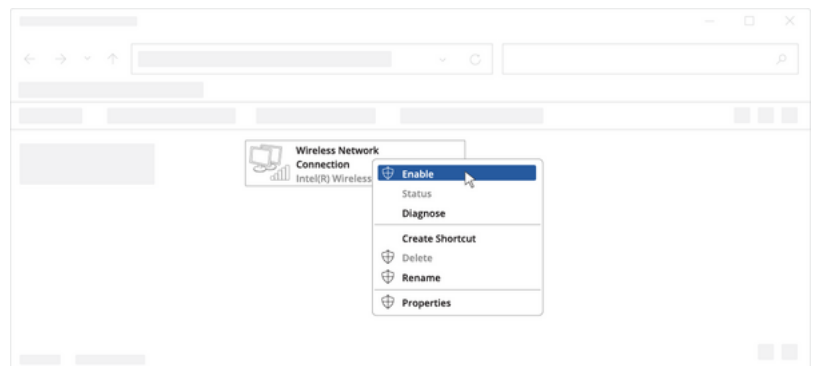 Wireless Network
Connection
Intel(R) Wireless
Enable
Status
Diagnose
Create Shortcut
Delete
Rename
Properties